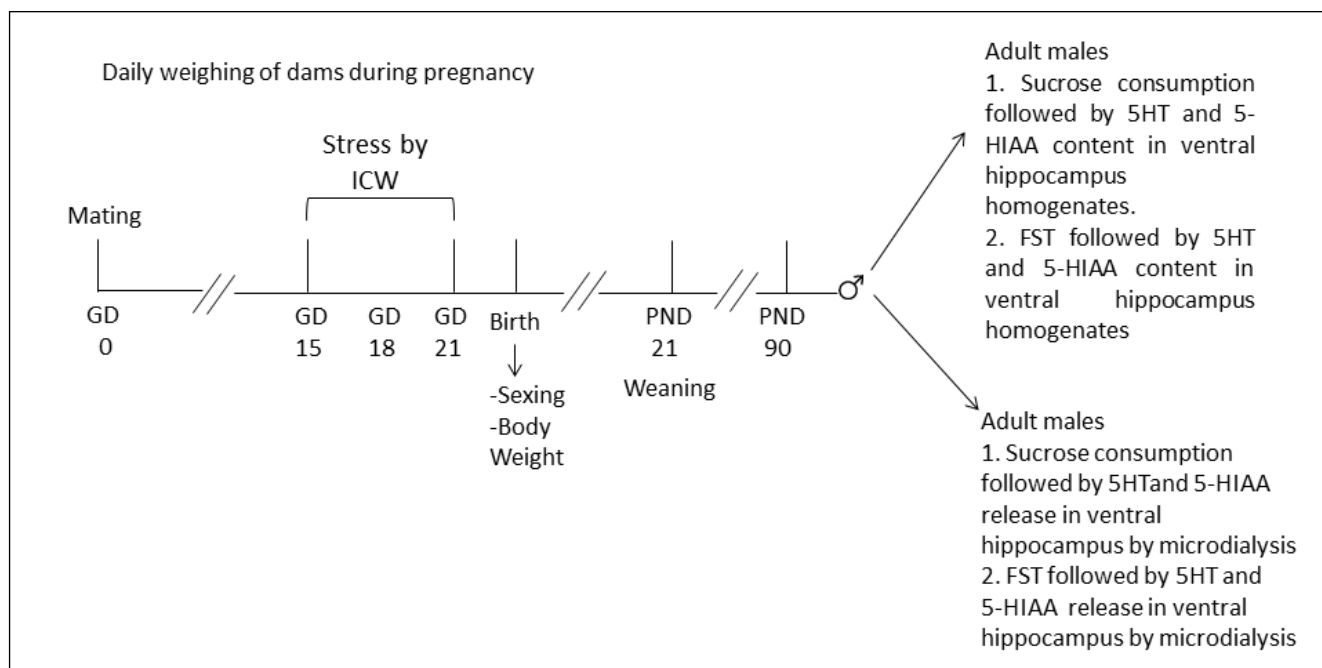 Daily weighing of dams during pregnancy
Stress by
ICW
Mating
GD
0
GD
15
GD
18
GD
21
Birth
-Sexing
-Body
Weight
PND
21
Weaning
PND
90
♂
Adult males
1. Sucrose consumption
followed by 5HT and 5-
HIAA content in ventral
hippocampus
homogenates.
2. FST followed by 5HT
and 5-HIAA content in
ventral hippocampus
homogenates
Adult males
1. Sucrose consumption
followed by 5HTand 5-HIAA
release in ventral
hippocampus by microdialysis
2. FST followed by 5HT and
5-HIAA release in ventral
hippocampus by microdialysis